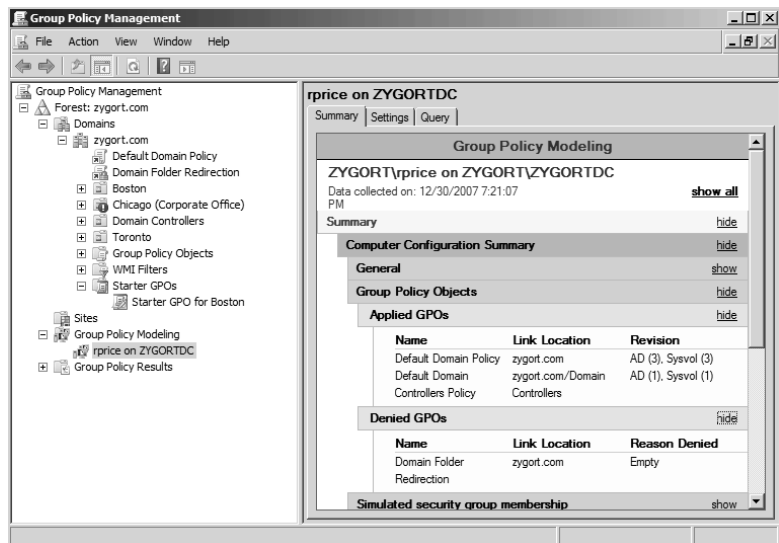 Group Policy Management
File Action View Window Help
Group Policy Management
Forest: zygort.com
Domains
zygort.com
Default Domain Policy
Domain Folder Redirection
Boston
Chicago (Corporate Office)
Domain Controllers
Toronto
Group Policy Objects
WMI Filters
Starter GPOs
Starter GPO for Boston
Sites
Group Policy Modeling
rprice on ZYGORTDC
Group Policy Results
rprice on ZYGORTDC
Summary Settings Query
Group Policy Modeling
ZYGORT\rprice on ZYGORT\ZYGORTDC
Data collected on: 12/30/2007 7:21:07 show all
PM
Summary hide
Computer Configuration Summary hide
General show
Group Policy Objects hide
Applied GPOs hide
Name Link Location Revision
Default Domain Policy zygort.com AD (3), Sysvol (3)
Default Domain zygort.com/Domain AD (1), Sysvol (1)
Controllers Policy Controllers
Denied GPOs hide
Name Link Location Reason Denied
Domain Folder zygort.com Empty
Redirection
Simulated security group membership show